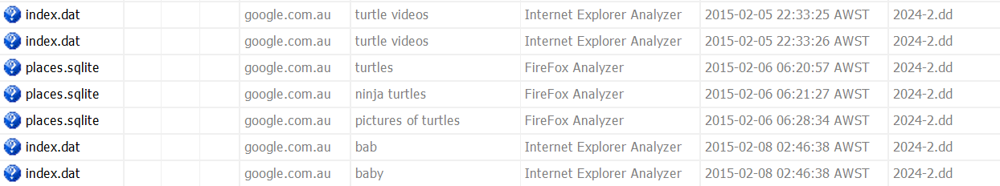 index.dat google.com.au turtle videos Internet Explorer Analyzer 2015-02-05 22:33:25 AWST 2024-2.dd
index.dat google.com.au turtle videos Internet Explorer Analyzer 2015-02-05 22:33:26 AWST 2024-2.dd
places.sqlite google.com.au turtles FireFox Analyzer 2015-02-06 06:20:57 AWST 2024-2.dd
places.sqlite google.com.au ninja turtles FireFox Analyzer 2015-02-06 06:21:27 AWST 2024-2.dd
places.sqlite google.com.au pictures of turtles FireFox Analyzer 2015-02-06 06:28:34 AWST 2024-2.dd
index.dat google.com.au bab Internet Explorer Analyzer 2015-02-08 02:46:38 AWST 2024-2.dd
index.dat google.com.au baby Internet Explorer Analyzer 2015-02-08 02:46:38 AWST 2024-2.dd